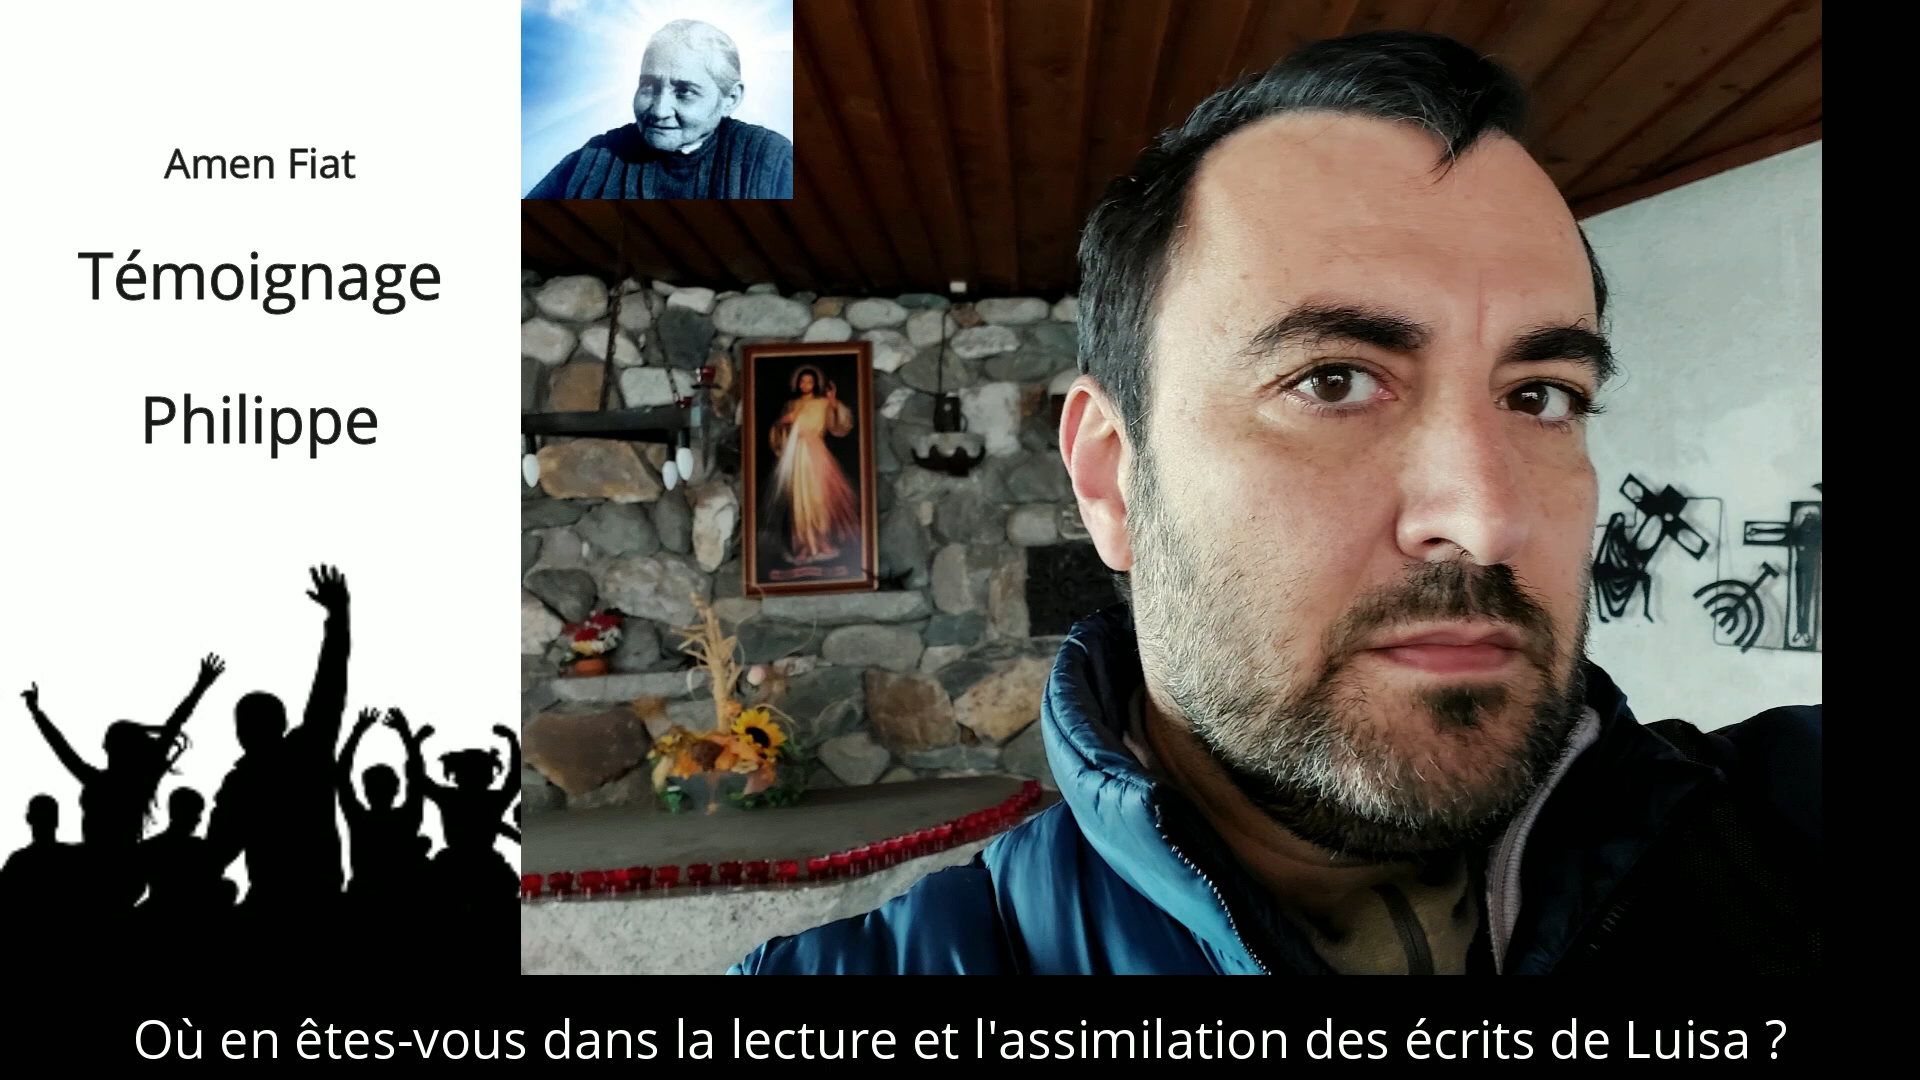 Amen Fiat
Témoignage
Philippe
Où en êtes-vous dans la lecture et l'assimilation des écrits de Luisa ?